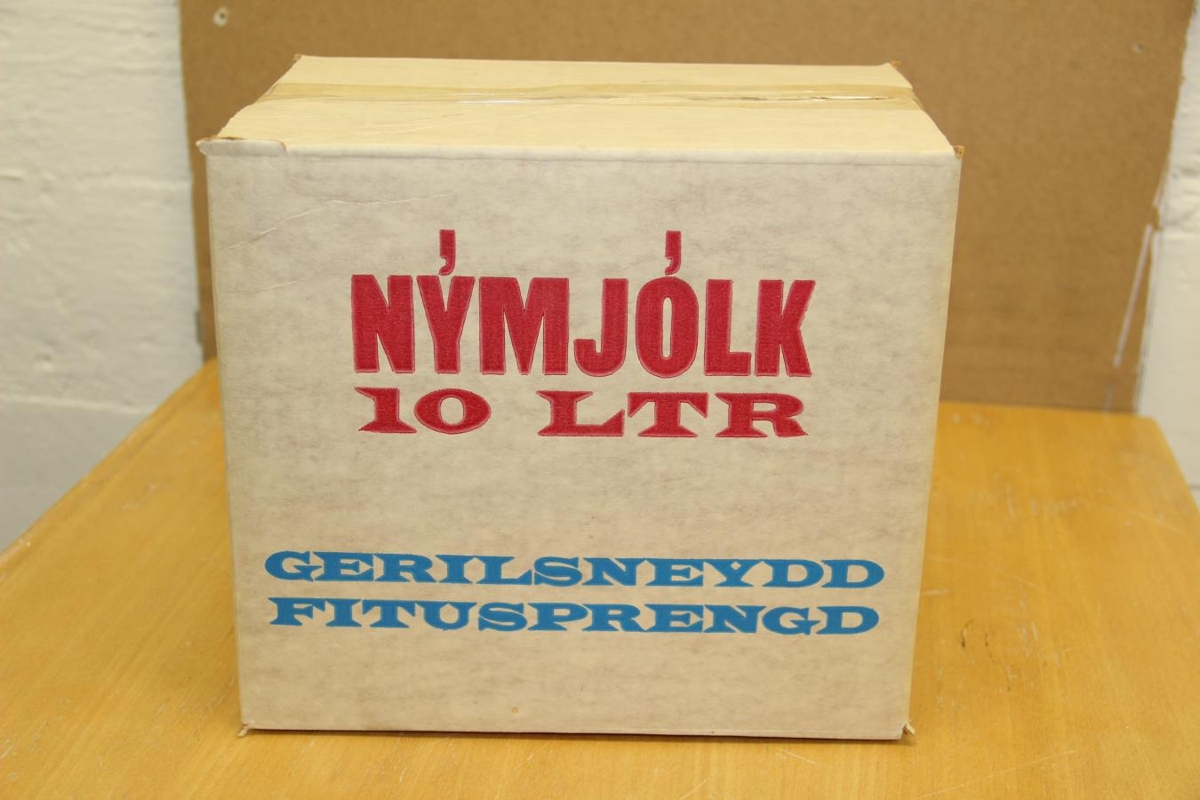 NÝMJÓLK
10 LTR
GERILSNEYDD
FITUSPRENGD